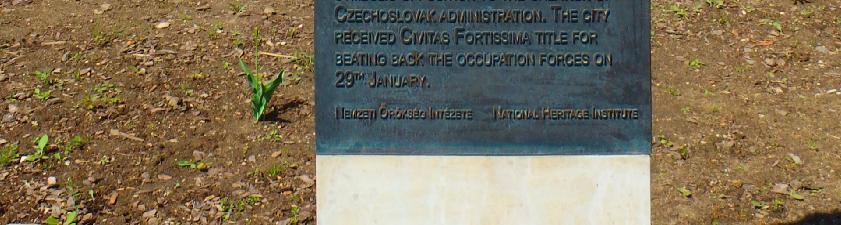 CZECHOSLOVAK ADMINISTRATION. THE CITY
RECEIVED CIVITAS FORTISSIMA TITLE FOR
BEATING BACK THE OCCUPATION FORCES ON
29TH JANUARY.
NEMZETI ÖRÖKSÉG INTÉZETE NATIONAL HERITAGE INSTITUTE